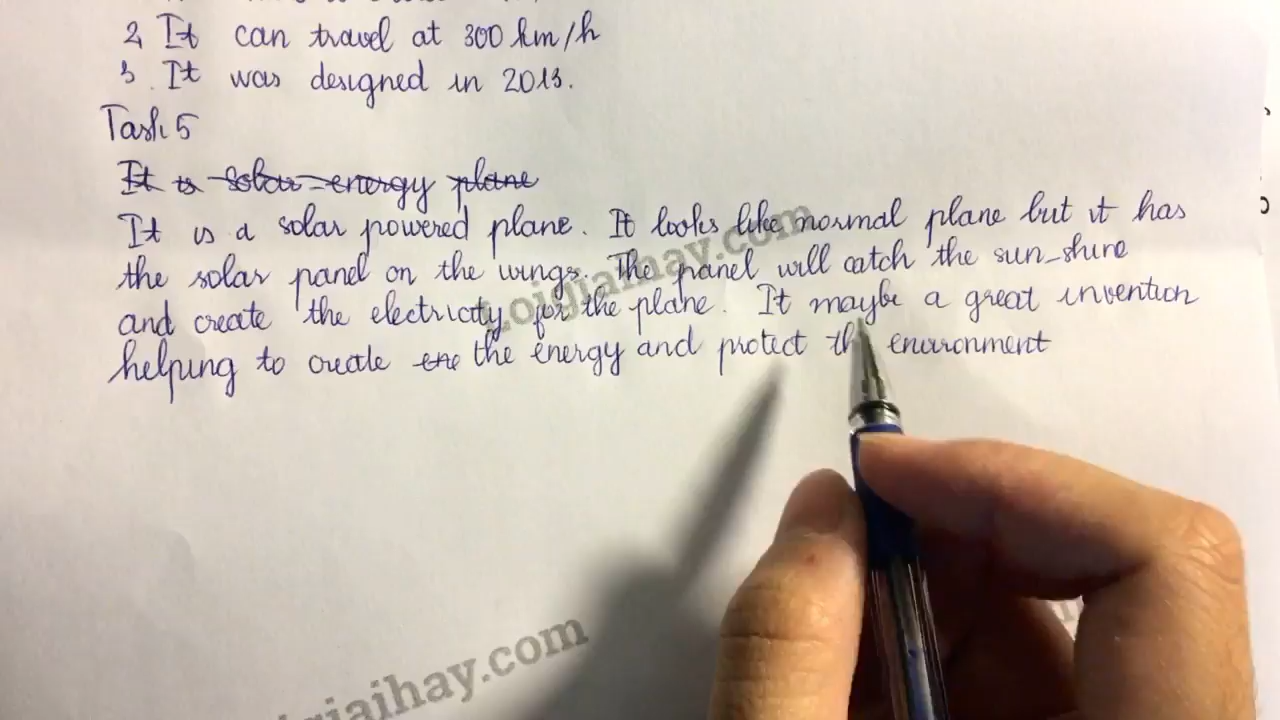 2, It can travel at 300 km/h
3. It was designed in 2013.
Task 5
It is solar-energy plane
It is a solar powered plane. It looks like normal plane but it has
the solar panel on the wings. The panel will catch the sun-shine
and create the electricity for the plane. It maybe a great invention
helping to create ene the energy and protect the environment
Loigiaihay.com
loigiaihay.com